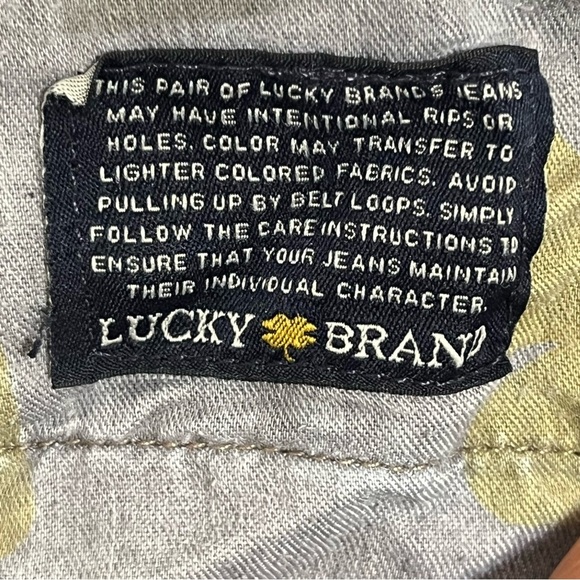 THIS PAIR OF LUCKY BRANDS JEANS
MAY HAVE INTENTIONAL RIPS OR
HOLES. COLOR MAY TRANSFER TO
LIGHTER COLORED FABRICS. AVOID
PULLING UP BY BELT LOOPS. SIMPLY
FOLLOW THE CARE INSTRUCTIONS TO
ENSURE THAT YOUR JEANS MAINTAIN
THEIR INDIVIDUAL CHARACTER.
LUCKY BRAND